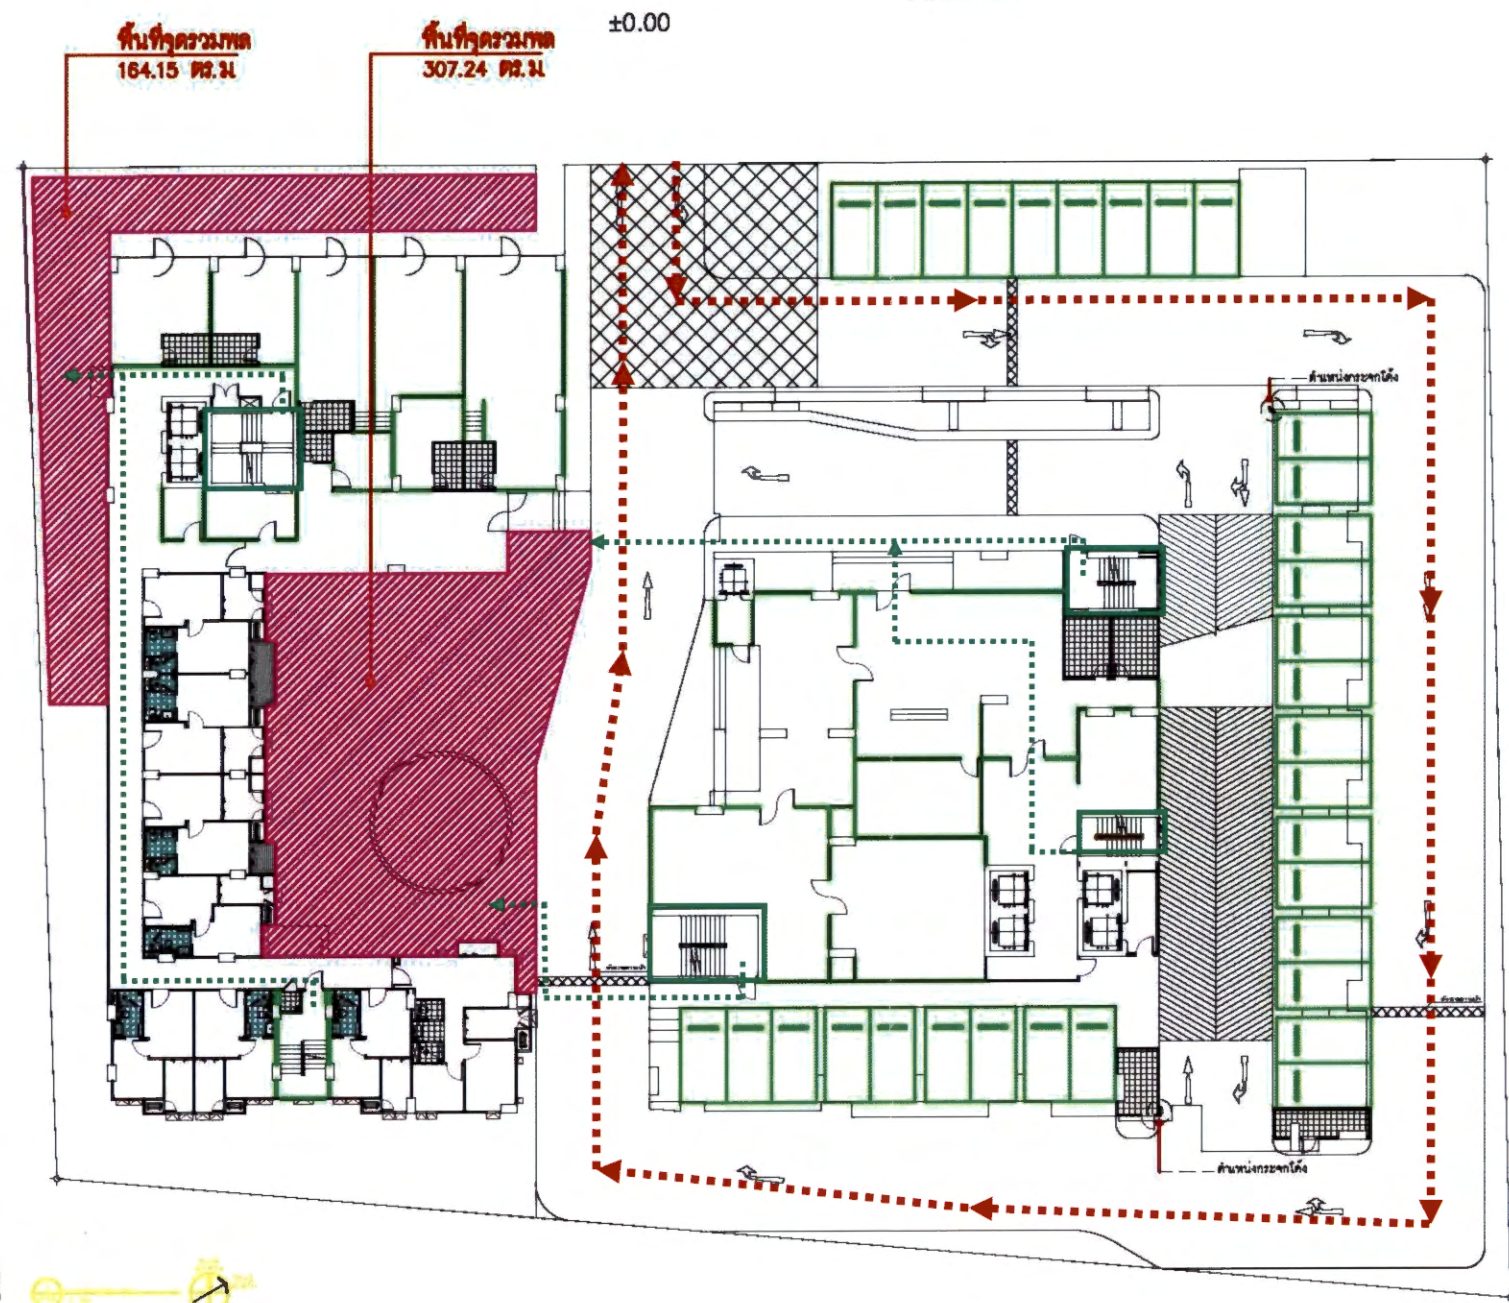 ±0.00
พื้นที่จุดรวมพล
164.15 ตร.ม.
พื้นที่จุดรวมพล
307.24 ตร.ม.
ตำแหน่งกระจกโค้ง
ตำแหน่งกระจกโค้ง